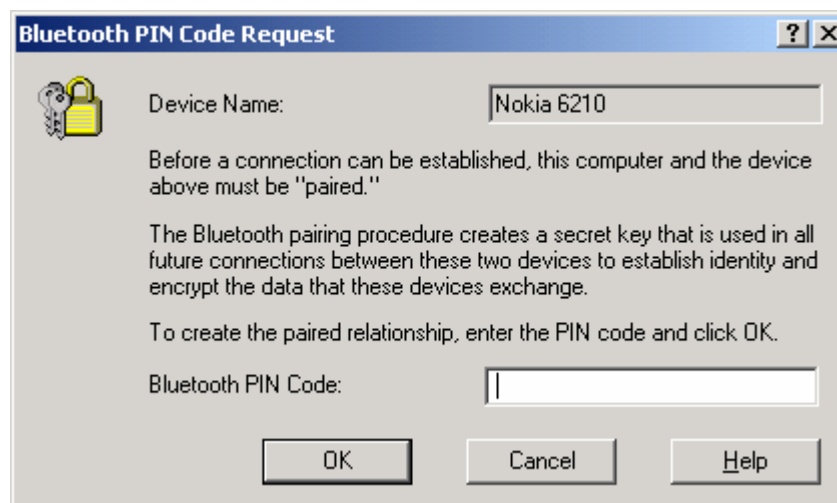 Bluetooth PIN Code Request
Device Name: Nokia 6210
Before a connection can be established, this computer and the device
above must be "paired."
The Bluetooth pairing procedure creates a secret key that is used in all
future connections between these two devices to establish identity and
encrypt the data that these devices exchange.
To create the paired relationship, enter the PIN code and click OK.
Bluetooth PIN Code:
OK Cancel Help